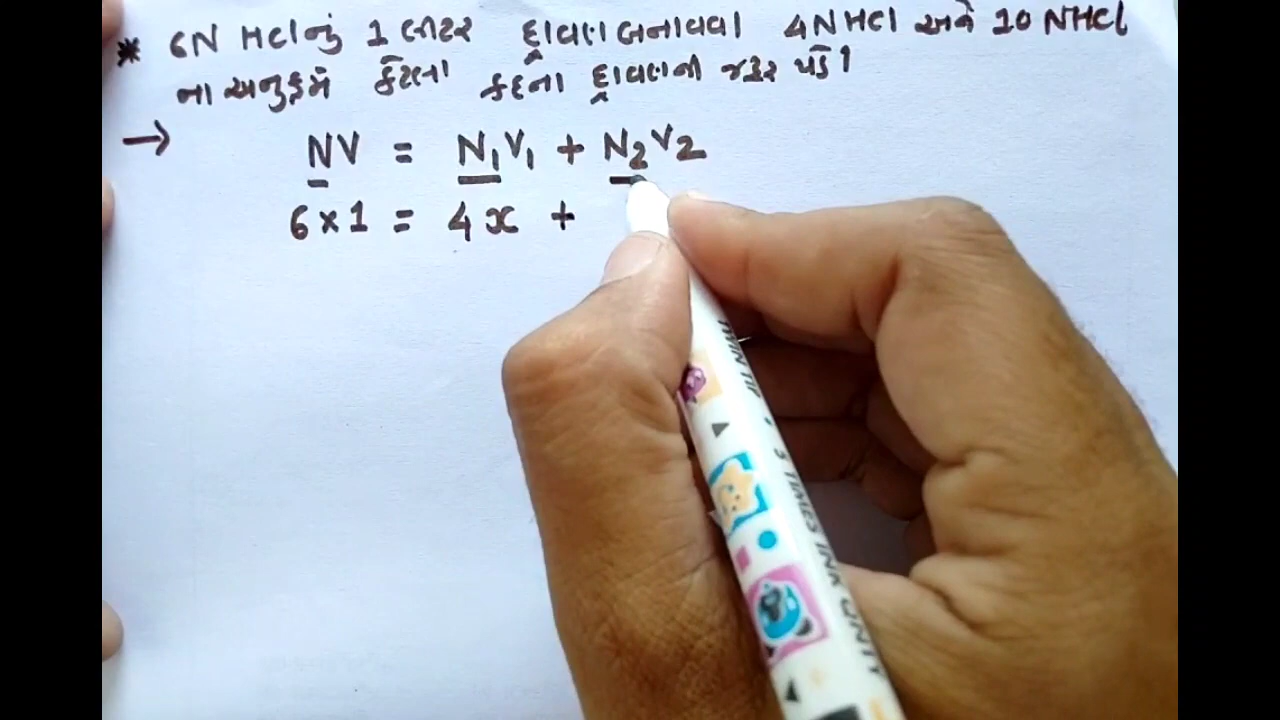 * 6N HCl નું 1 લીટર દ્રાવણ બનાવવા 4N HCl અને 10 NHCl
ના અનુક્રમે કેટલા કદના દ્રાવણની જરૂર પડે ?
→ NV = N₁V₁ + N₂V₂
6 × 1 = 4x +